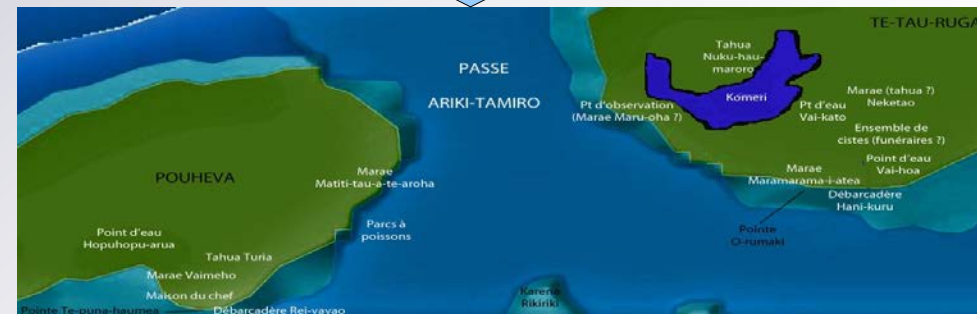 TE-TAU-RUGA
Tahua
Nuku-hau-
maroro
PASSE
ARIKI-TAMIRO
Komeri
Marae (tahua ?)
Neketao
Pt d'observation
(Marae Maru-oha ?)
Pt d'eau
Vai-kato
Ensemble de
cistes (funéraires ?)
Point d'eau
Vai-hoa
Marae
Maramarama-i-atea
Débarcadère
Hani-kuru
Pointe
O-rumaki
POUHEVA
Marae
Matiti-tau-a-te-aroha
Parcs à
poissons
Point d'eau
Hopuhopu-arua
Tahua Turia
Marae Vaimeho
Maison du chef
Pointe Te-puna-haumea
Débarcadère Rei-vavao
Karena
Rikiriki